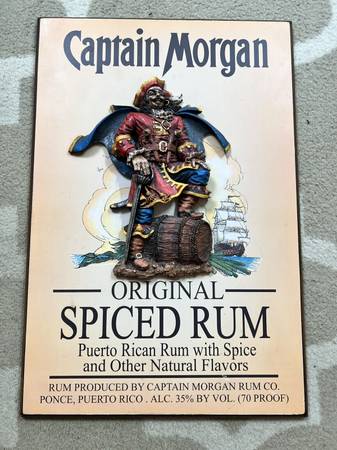 Captain Morgan
ORIGINAL
SPICED RUM
Puerto Rican Rum with Spice
and Other Natural Flavors
RUM PRODUCED BY CAPTAIN MORGAN RUM CO.
PONCE, PUERTO RICO . ALC. 35% BY VOL. (70 PROOF)